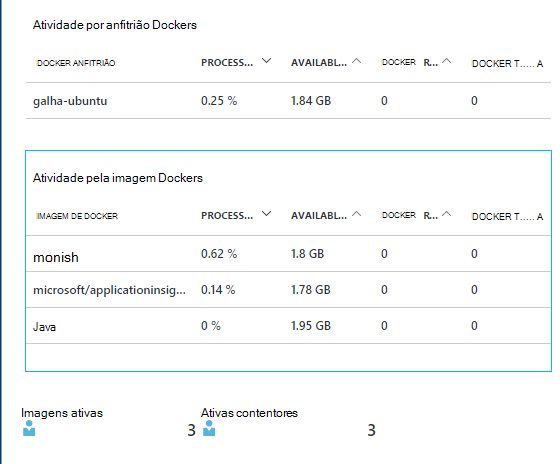 Atividade por anfitrião Dockers
DOCKER ANFITRIÃO PROCESS... AVAILABL... DOCKER R... DOCKER T..... A
galha-ubuntu 0.25 % 1.84 GB 0 0
Atividade pela imagem Dockers
IMAGEM DE DOCKER PROCESS... AVAILABL... DOCKER R... DOCKER T..... A
monish 0.62 % 1.8 GB 0 0
microsoft/applicationinsig... 0.14 % 1.78 GB 0 0
Java 0 % 1.95 GB 0 0
Imagens ativas Ativas contentores
3 3